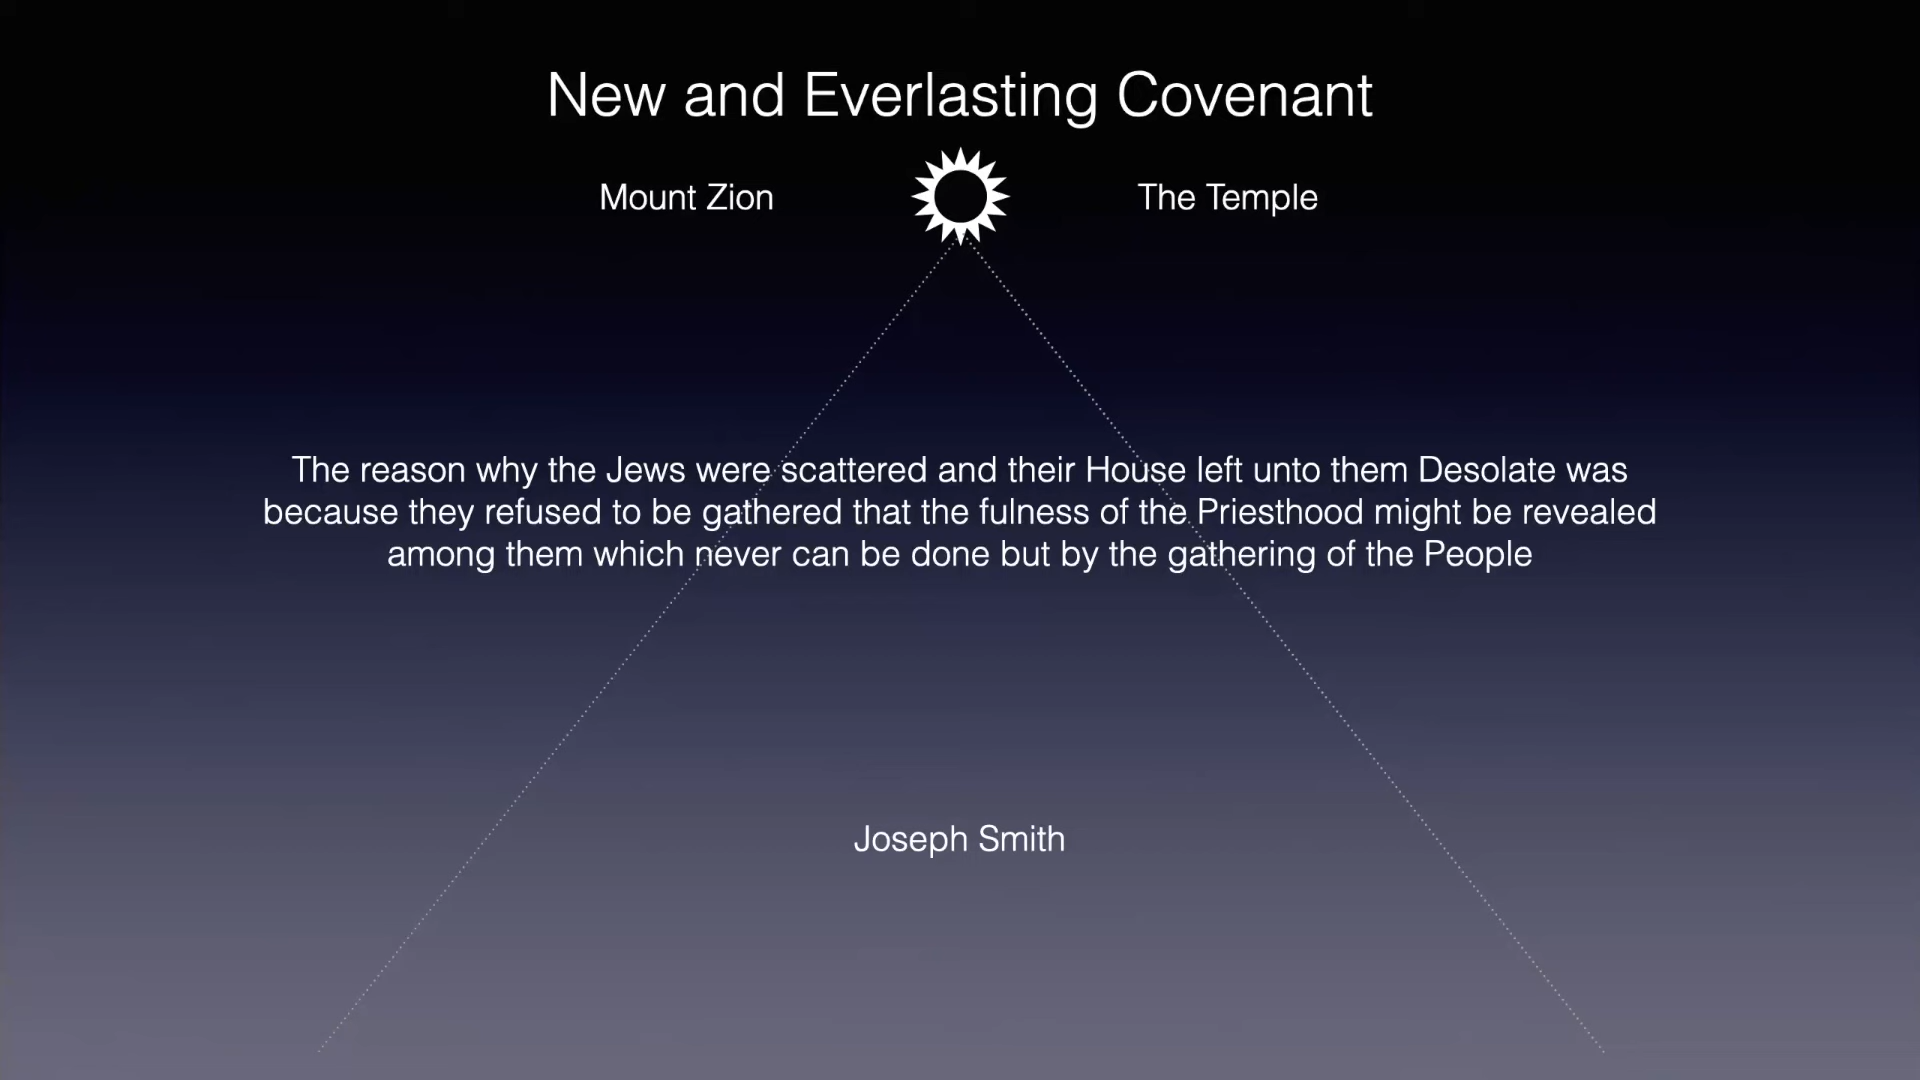 New and Everlasting Covenant
Mount Zion
The Temple
The reason why the Jews were scattered and their House left unto them Desolate was
because they refused to be gathered that the fulness of the Priesthood might be revealed
among them which never can be done but by the gathering of the People
Joseph Smith